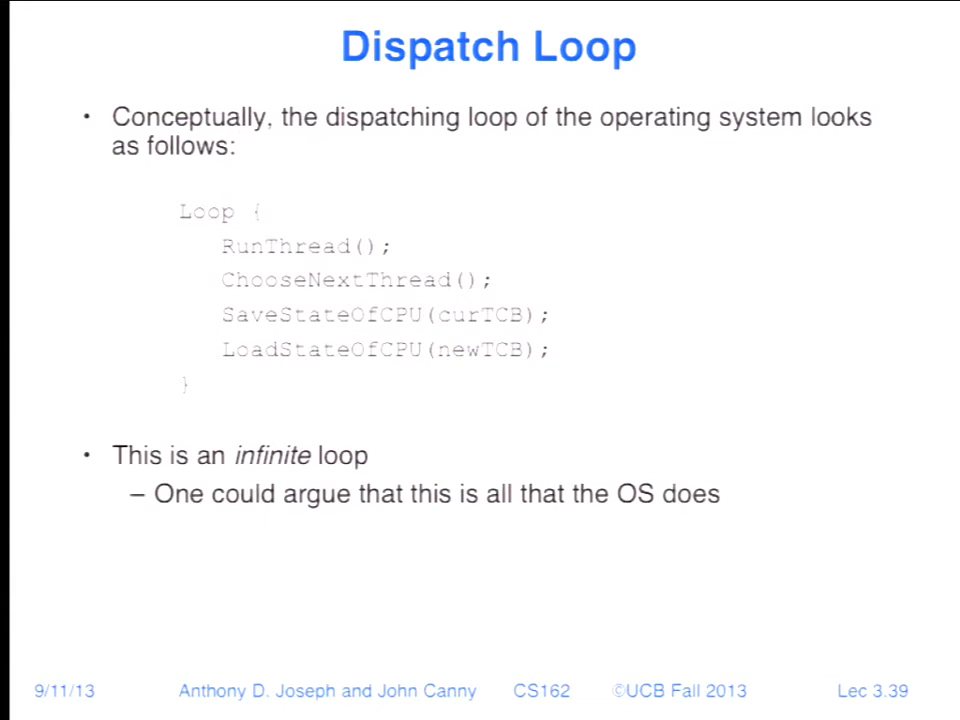 Dispatch Loop
• Conceptually, the dispatching loop of the operating system looks
as follows:
Loop {
RunThread();
ChooseNextThread();
SaveStateOfCPU(curTCB);
LoadStateOfCPU(newTCB);
}
• This is an infinite loop
– One could argue that this is all that the OS does
9/11/13 Anthony D. Joseph and John Canny CS162 ©UCB Fall 2013 Lec 3.39